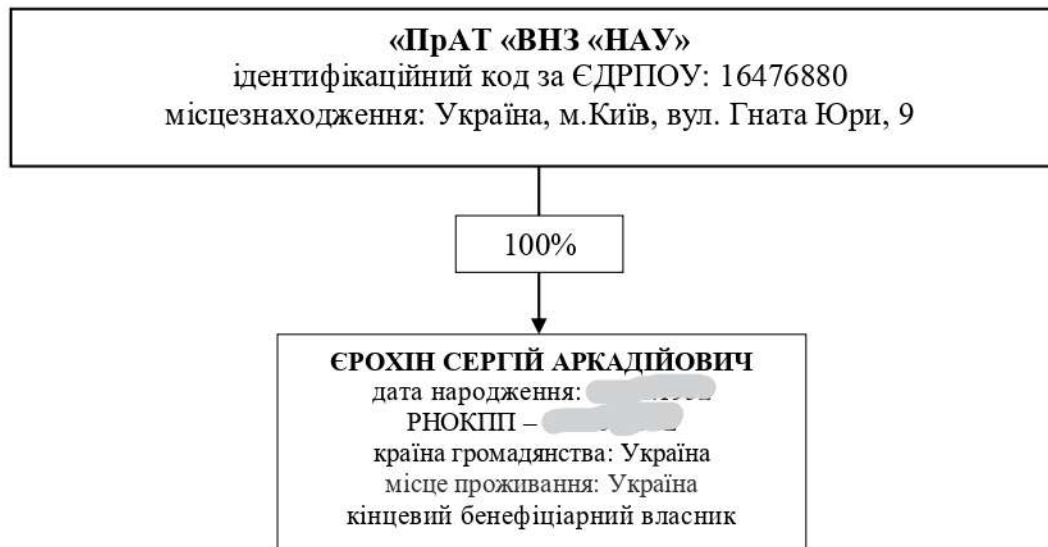 «ПрАТ «ВНЗ «НАУ»
ідентифікаційний код за ЄДРПОУ: 16476880
місцезнаходження: Україна, м.Київ, вул. Гната Юри, 9
100%
ЄРОХІН СЕРГІЙ АРКАДІЙОВИЧ
дата народження:
РНОКПП –
країна громадянства: Україна
місце проживання: Україна
кінцевий бенефіціарний власник